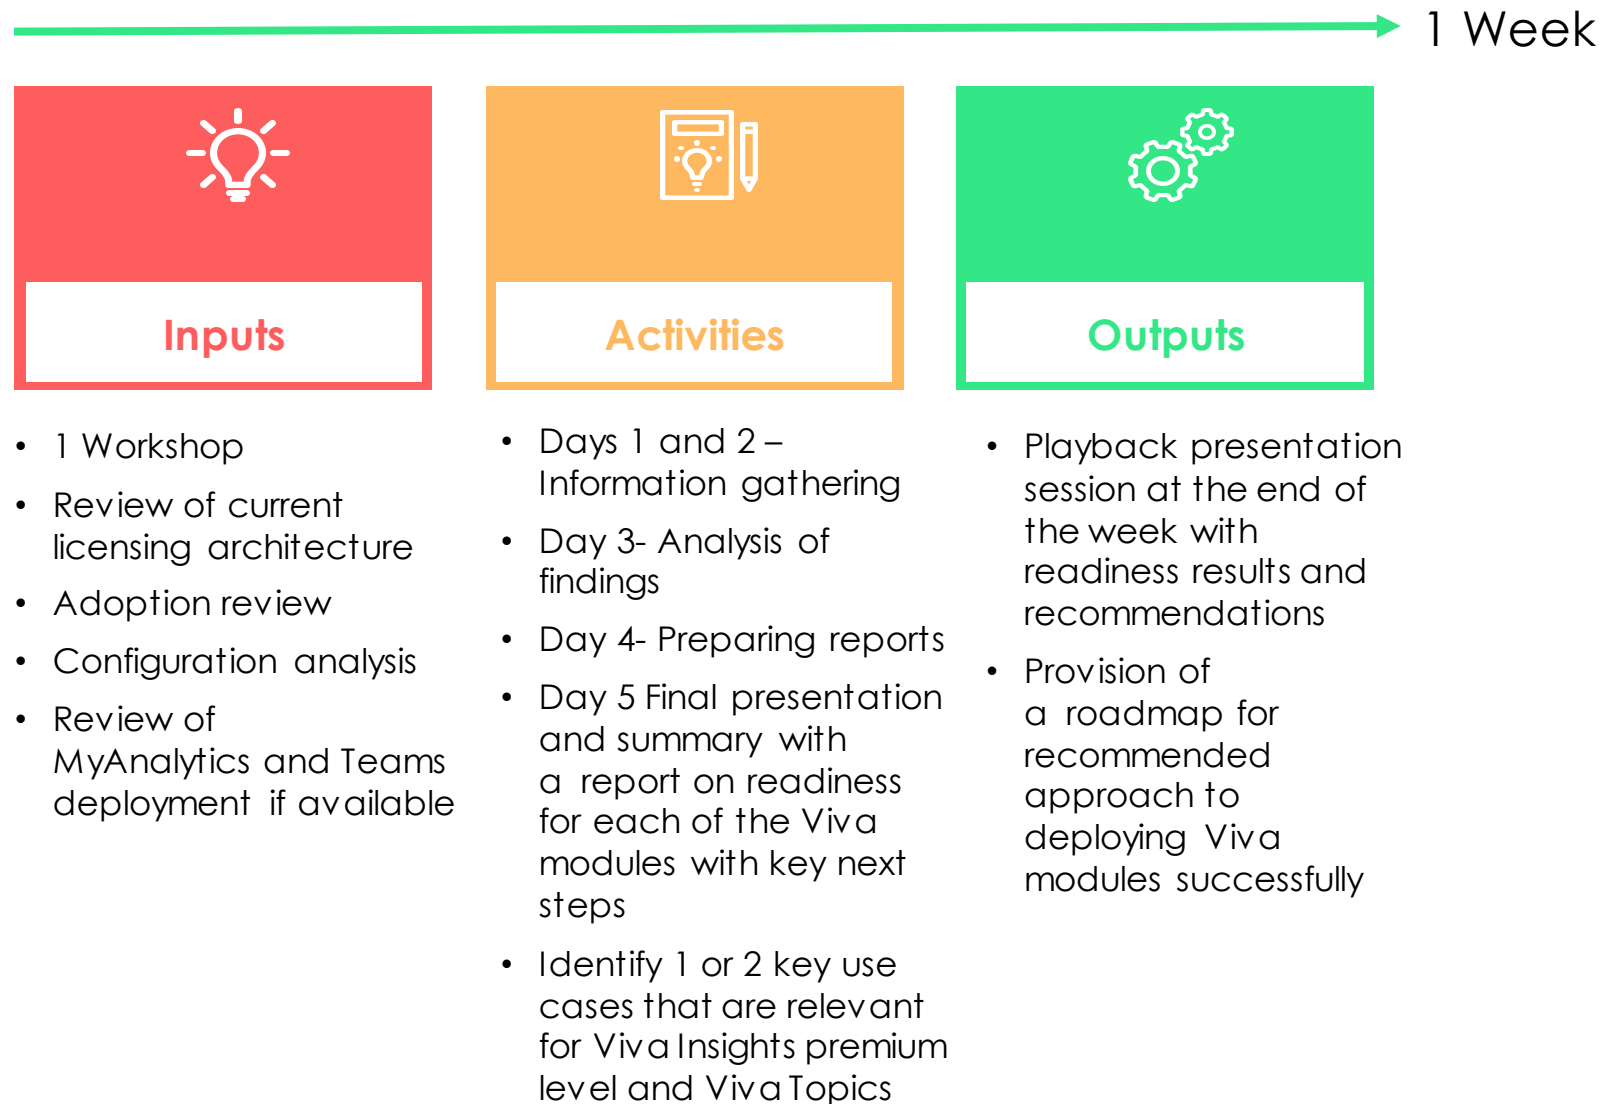 1 Week
Inputs
• 1 Workshop
• Review of current
licensing architecture
• Adoption review
• Configuration analysis
• Review of
MyAnalytics and Teams
deployment if available
Activities
• Days 1 and 2 –
Information gathering
• Day 3- Analysis of
findings
• Day 4- Preparing reports
• Day 5 Final presentation
and summary with
a report on readiness
for each of the Viva
modules with key next
steps
• Identify 1 or 2 key use
cases that are relevant
for Viva Insights premium
level and Viva Topics
Outputs
• Playback presentation
session at the end of
the week with
readiness results and
recommendations
• Provision of
a roadmap for
recommended
approach to
deploying Viva
modules successfully